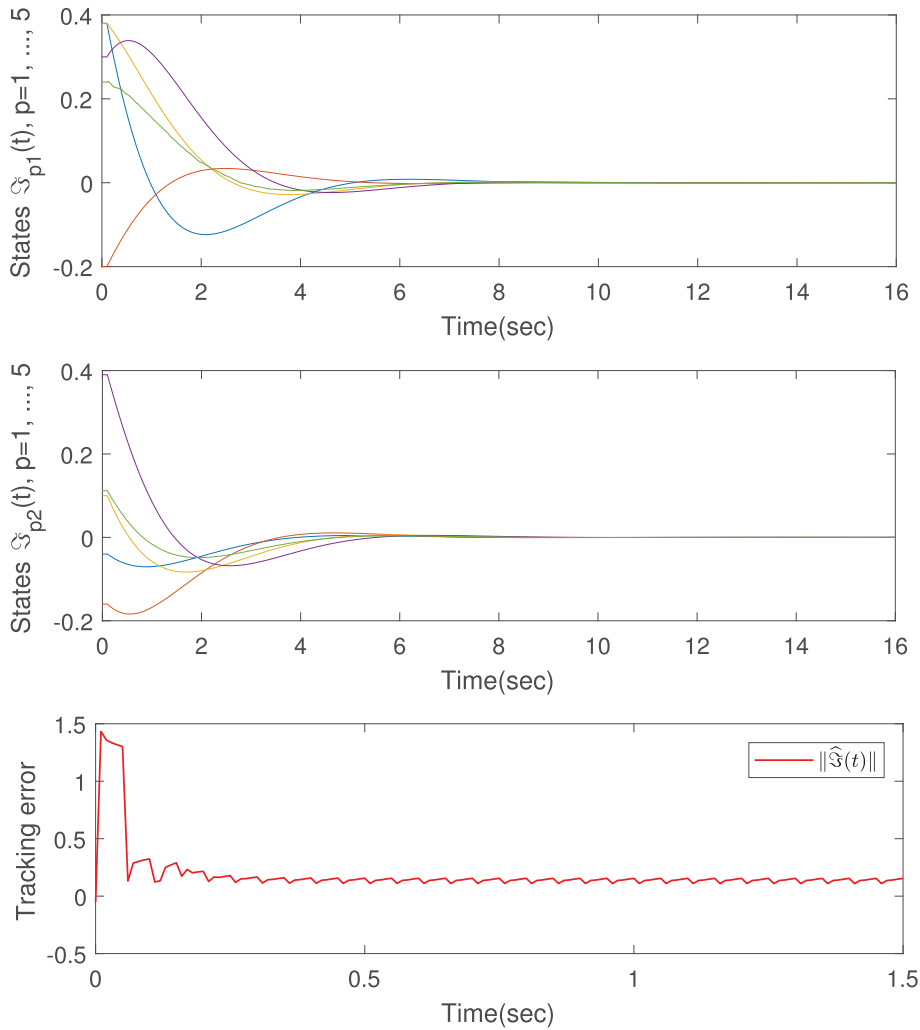 States ℑp1(t), p=1, ..., 5
0.4
0.2
0
-0.2
0 2 4 6 8 10 12 14 16
Time(sec)
States ℑp2(t), p=1, ..., 5
0.4
0.2
0
-0.2
0 2 4 6 8 10 12 14 16
Time(sec)
Tracking error
1.5
1
0.5
0
-0.5
‖ℑ̂(t)‖
0 0.5 1 1.5
Time(sec)